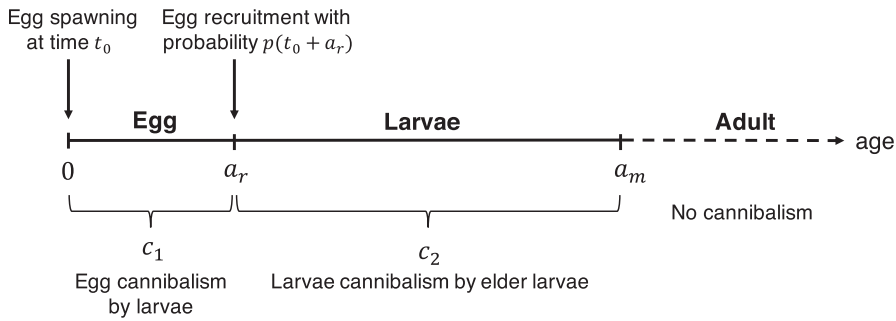 Egg spawning
at time t₀
Egg recruitment with
probability p(t₀ + aᵣ)
Egg
Larvae
Adult
age
0
aᵣ
aₘ
No cannibalism
c₁
c₂
Egg cannibalism
by larvae
Larvae cannibalism by elder larvae